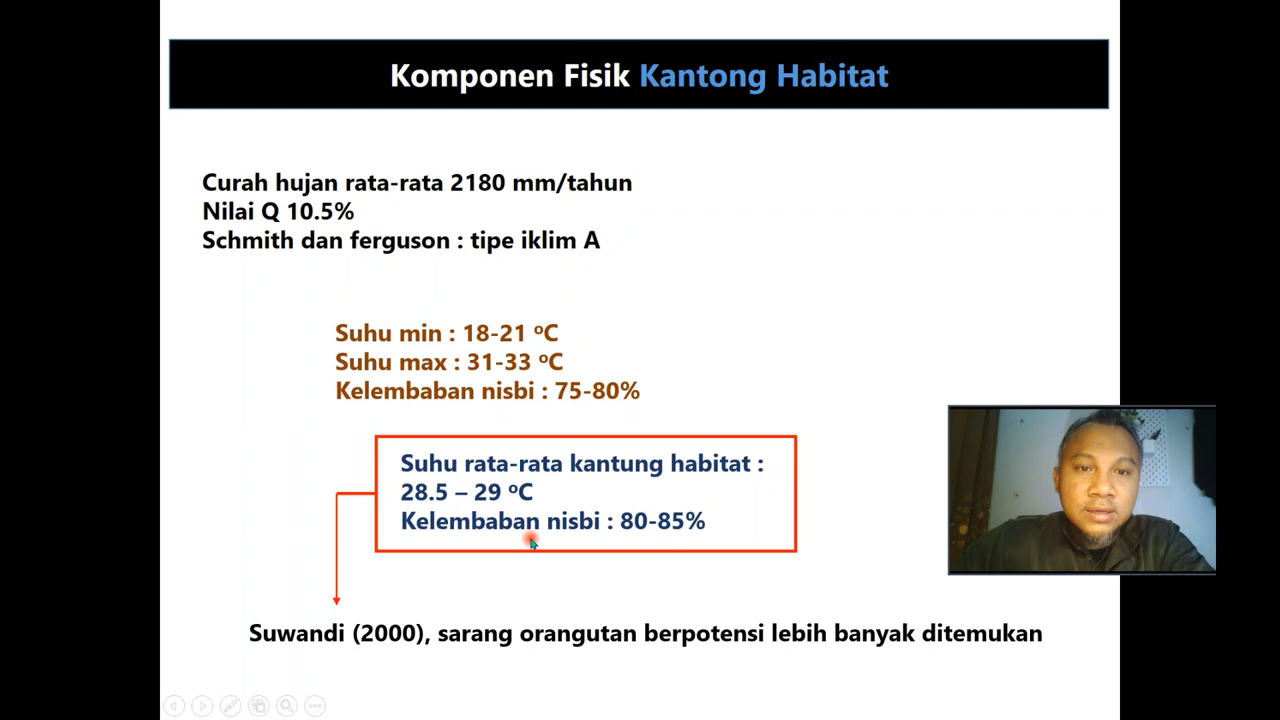 Komponen Fisik Kantong Habitat
Curah hujan rata-rata 2180 mm/tahun
Nilai Q 10.5%
Schmith dan ferguson : tipe iklim A
Suhu min : 18-21 ºC
Suhu max : 31-33 ºC
Kelembaban nisbi : 75-80%
Suhu rata-rata kantung habitat :
28.5 – 29 ºC
Kelembaban nisbi : 80-85%
Suwandi (2000), sarang orangutan berpotensi lebih banyak ditemukan